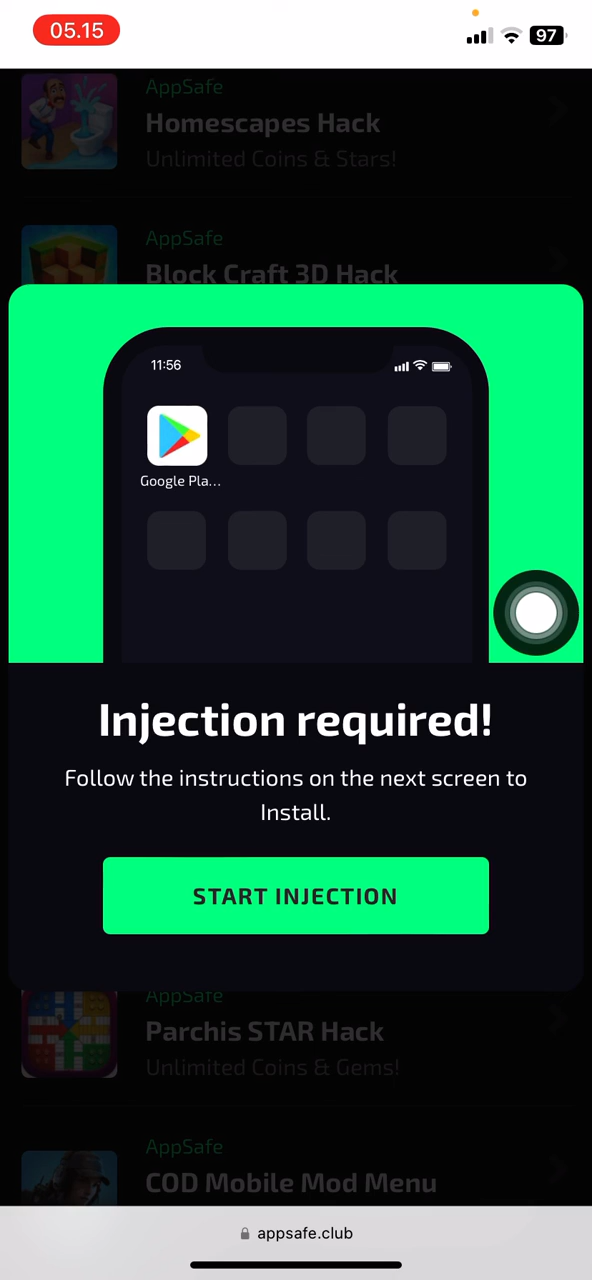 05.15
97
AppSafe
Homescapes Hack
Unlimited Coins & Stars!
AppSafe
Block Craft 3D Hack
11:56
Google Pla...
Injection required!
Follow the instructions on the next screen to
Install.
START INJECTION
AppSafe
Parchis STAR Hack
Unlimited Coins & Gems!
AppSafe
COD Mobile Mod Menu
appsafe.club